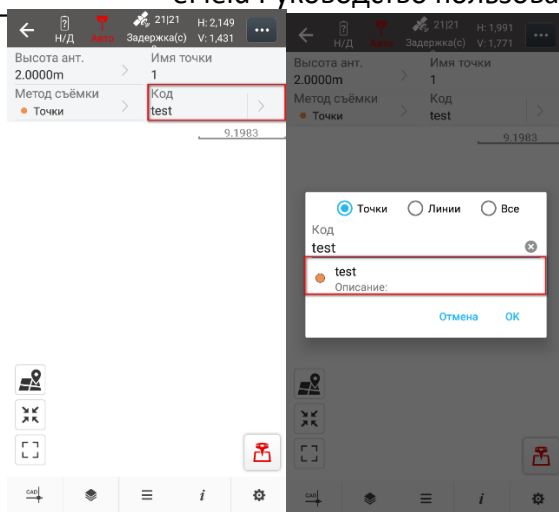 Руководство пользова
Н/Д Авто 21|21 Задержка(с) H: 2,149 V: 1,431
Высота ант.
2.0000m
Имя точки
1
Метод съёмки
Точки
Код
test
9.1983
CAD
i
Н/Д Авто 21|21 Задержка(с) H: 1,991 V: 1,771
Высота ант.
2.0000m
Имя точки
1
Метод съёмки
Точки
Код
test
9.1983
Точки Линии Все
Код
test
test
Описание:
Отмена OK
CAD
i